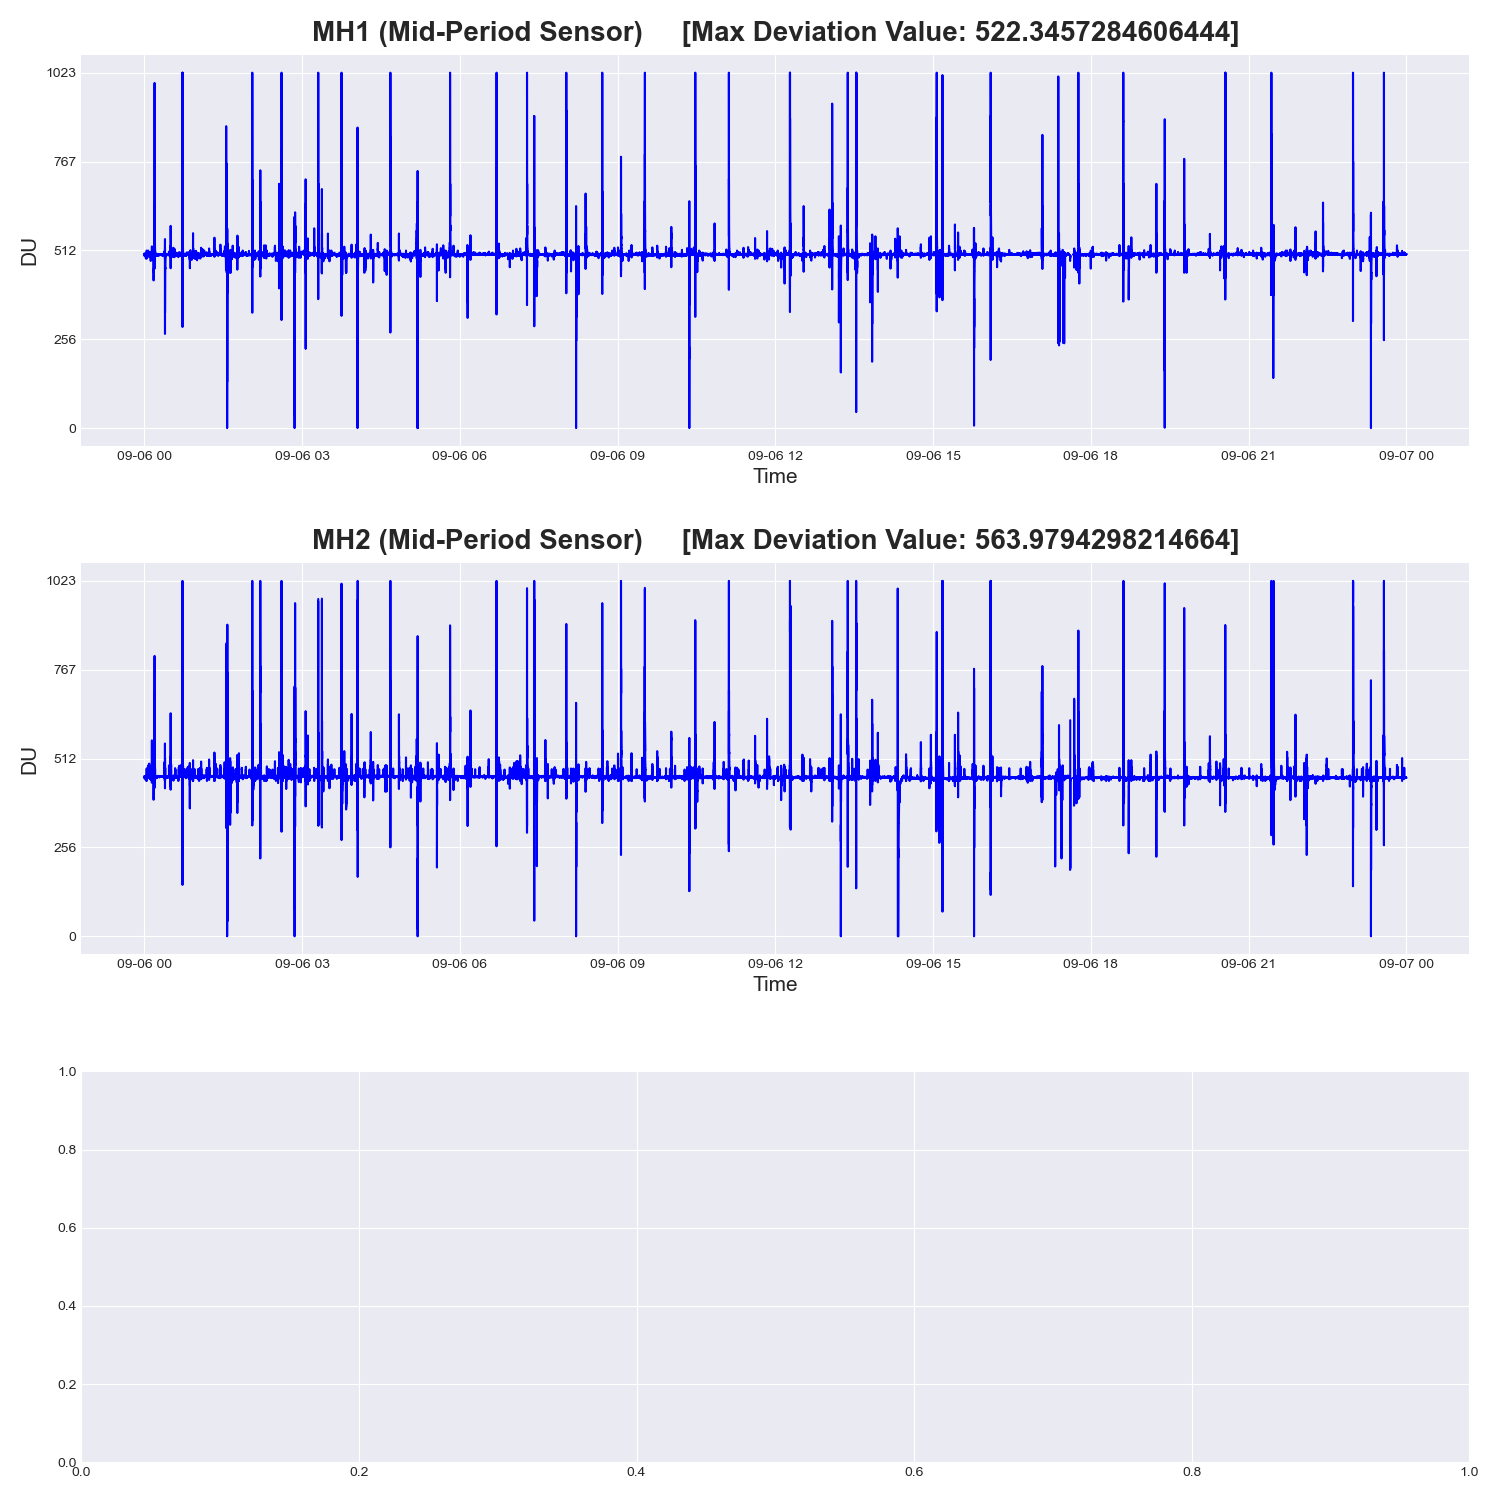 MH1 (Mid-Period Sensor) [Max Deviation Value: 522.3457284606444]
1023
767
512
256
0
DU
09-06 00 09-06 03 09-06 06 09-06 09 09-06 12 09-06 15 09-06 18 09-06 21 09-07 00
Time
MH2 (Mid-Period Sensor) [Max Deviation Value: 563.9794298214664]
1023
767
512
256
0
DU
09-06 00 09-06 03 09-06 06 09-06 09 09-06 12 09-06 15 09-06 18 09-06 21 09-07 00
Time
1.0
0.8
0.6
0.4
0.2
0.0
0.0 0.2 0.4 0.6 0.8 1.0